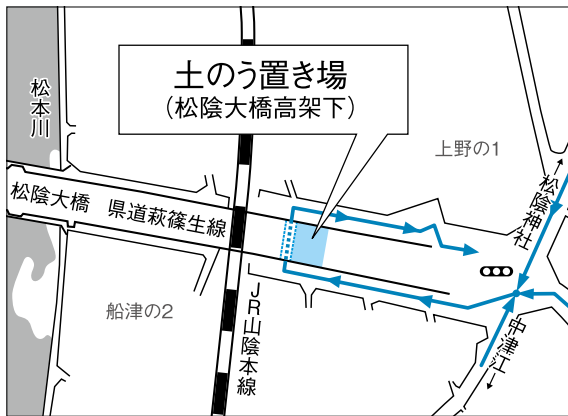 土のう置き場
(松陰大橋高架下)
松本川
上野の1
松陰大橋 県道萩篠生線
←松陰神社
船津の2
JR山陰本線
中津江→